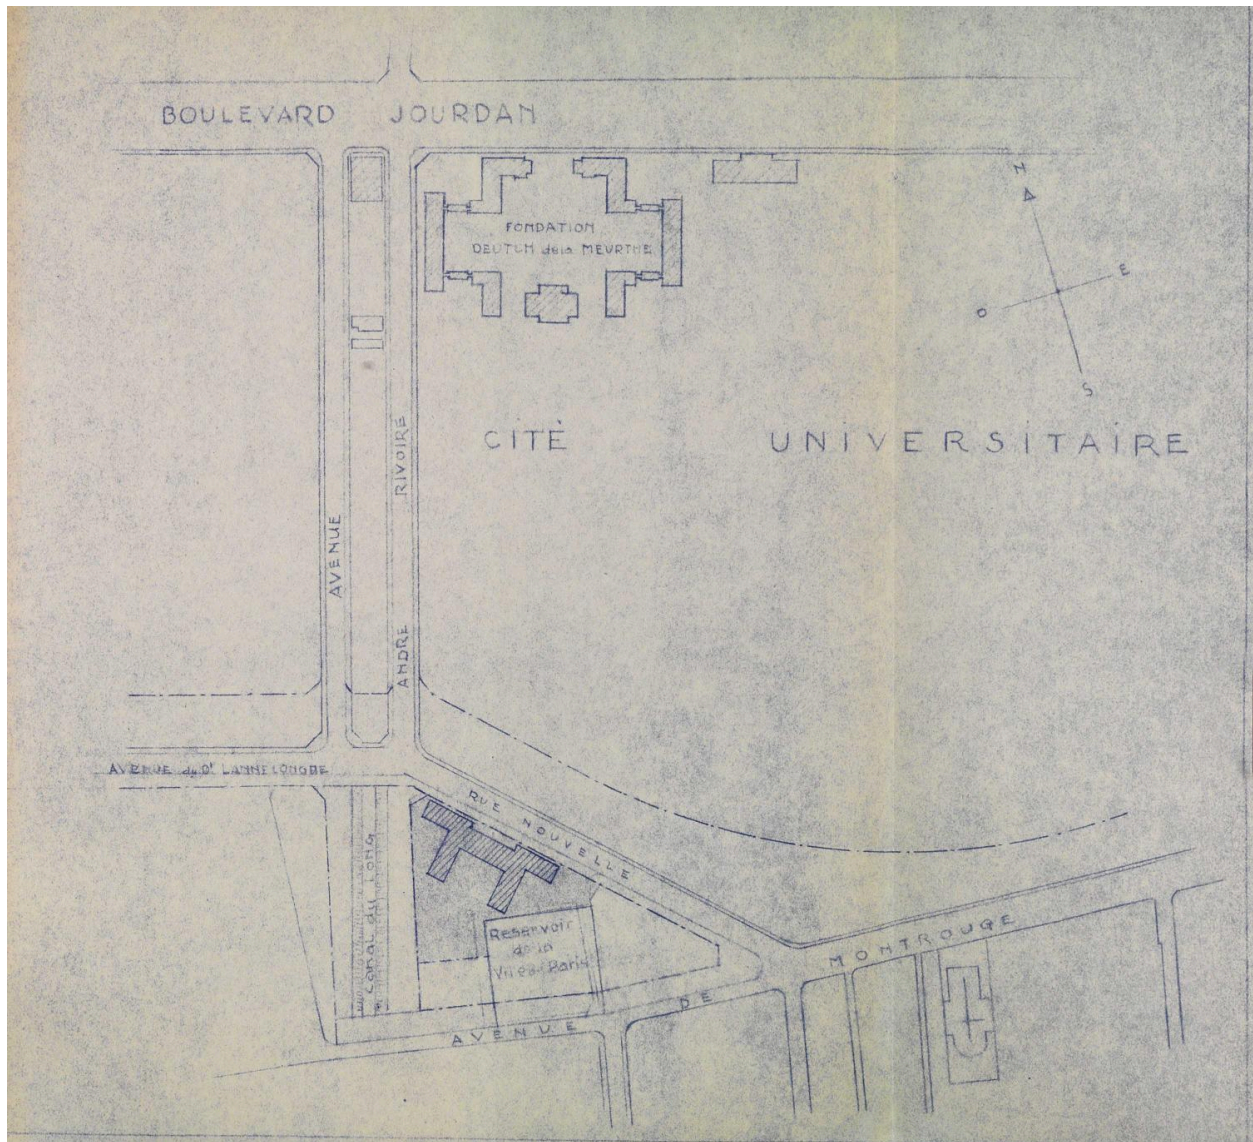 BOULEVARD JOURDAN
N
FONDATION
DEUTCH de la MEURTHE
E
O
S
CITÉ UNIVERSITAIRE
AVENUE
ANDRE RIVOIRE
AVENUE du Dr LANNELONGUE
RUE NOUVELLE
Canal du Long
Reservoir
de la
Ville de Paris
AVENUE DE MONTROUGE